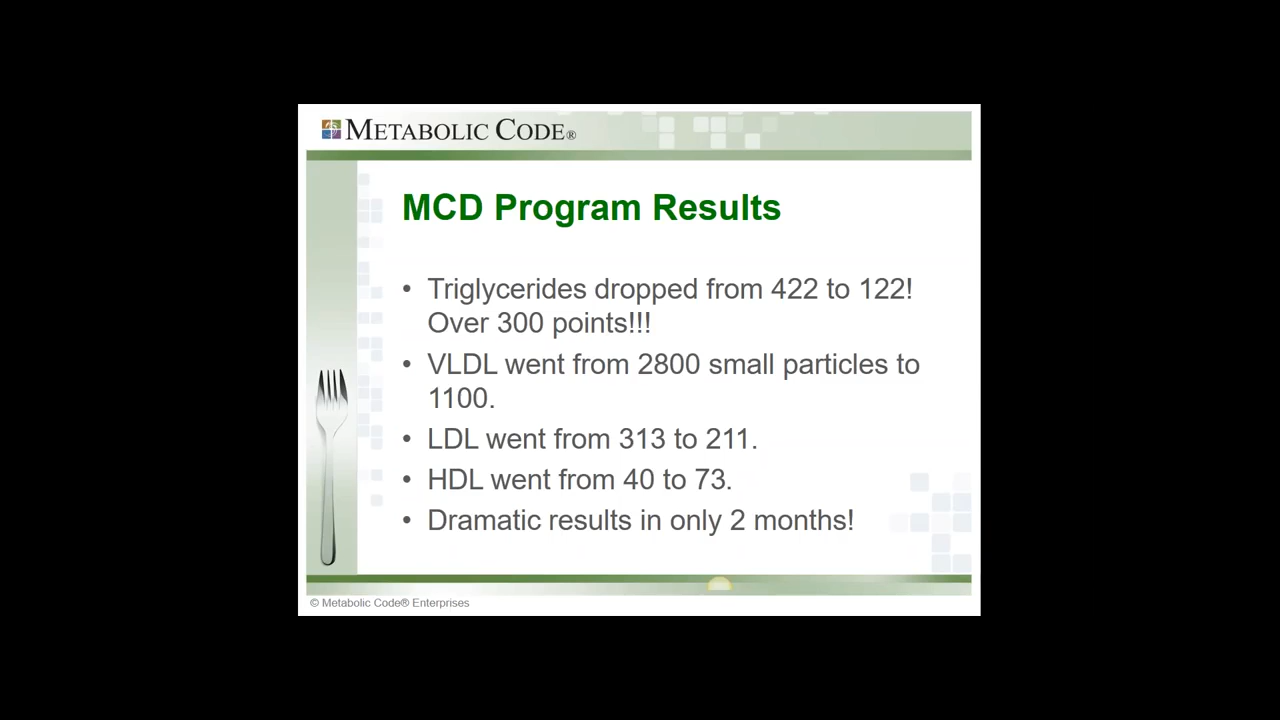 METABOLIC CODE®
MCD Program Results
• Triglycerides dropped from 422 to 122!
Over 300 points!!!
• VLDL went from 2800 small particles to
1100.
• LDL went from 313 to 211.
• HDL went from 40 to 73.
• Dramatic results in only 2 months!
© Metabolic Code® Enterprises